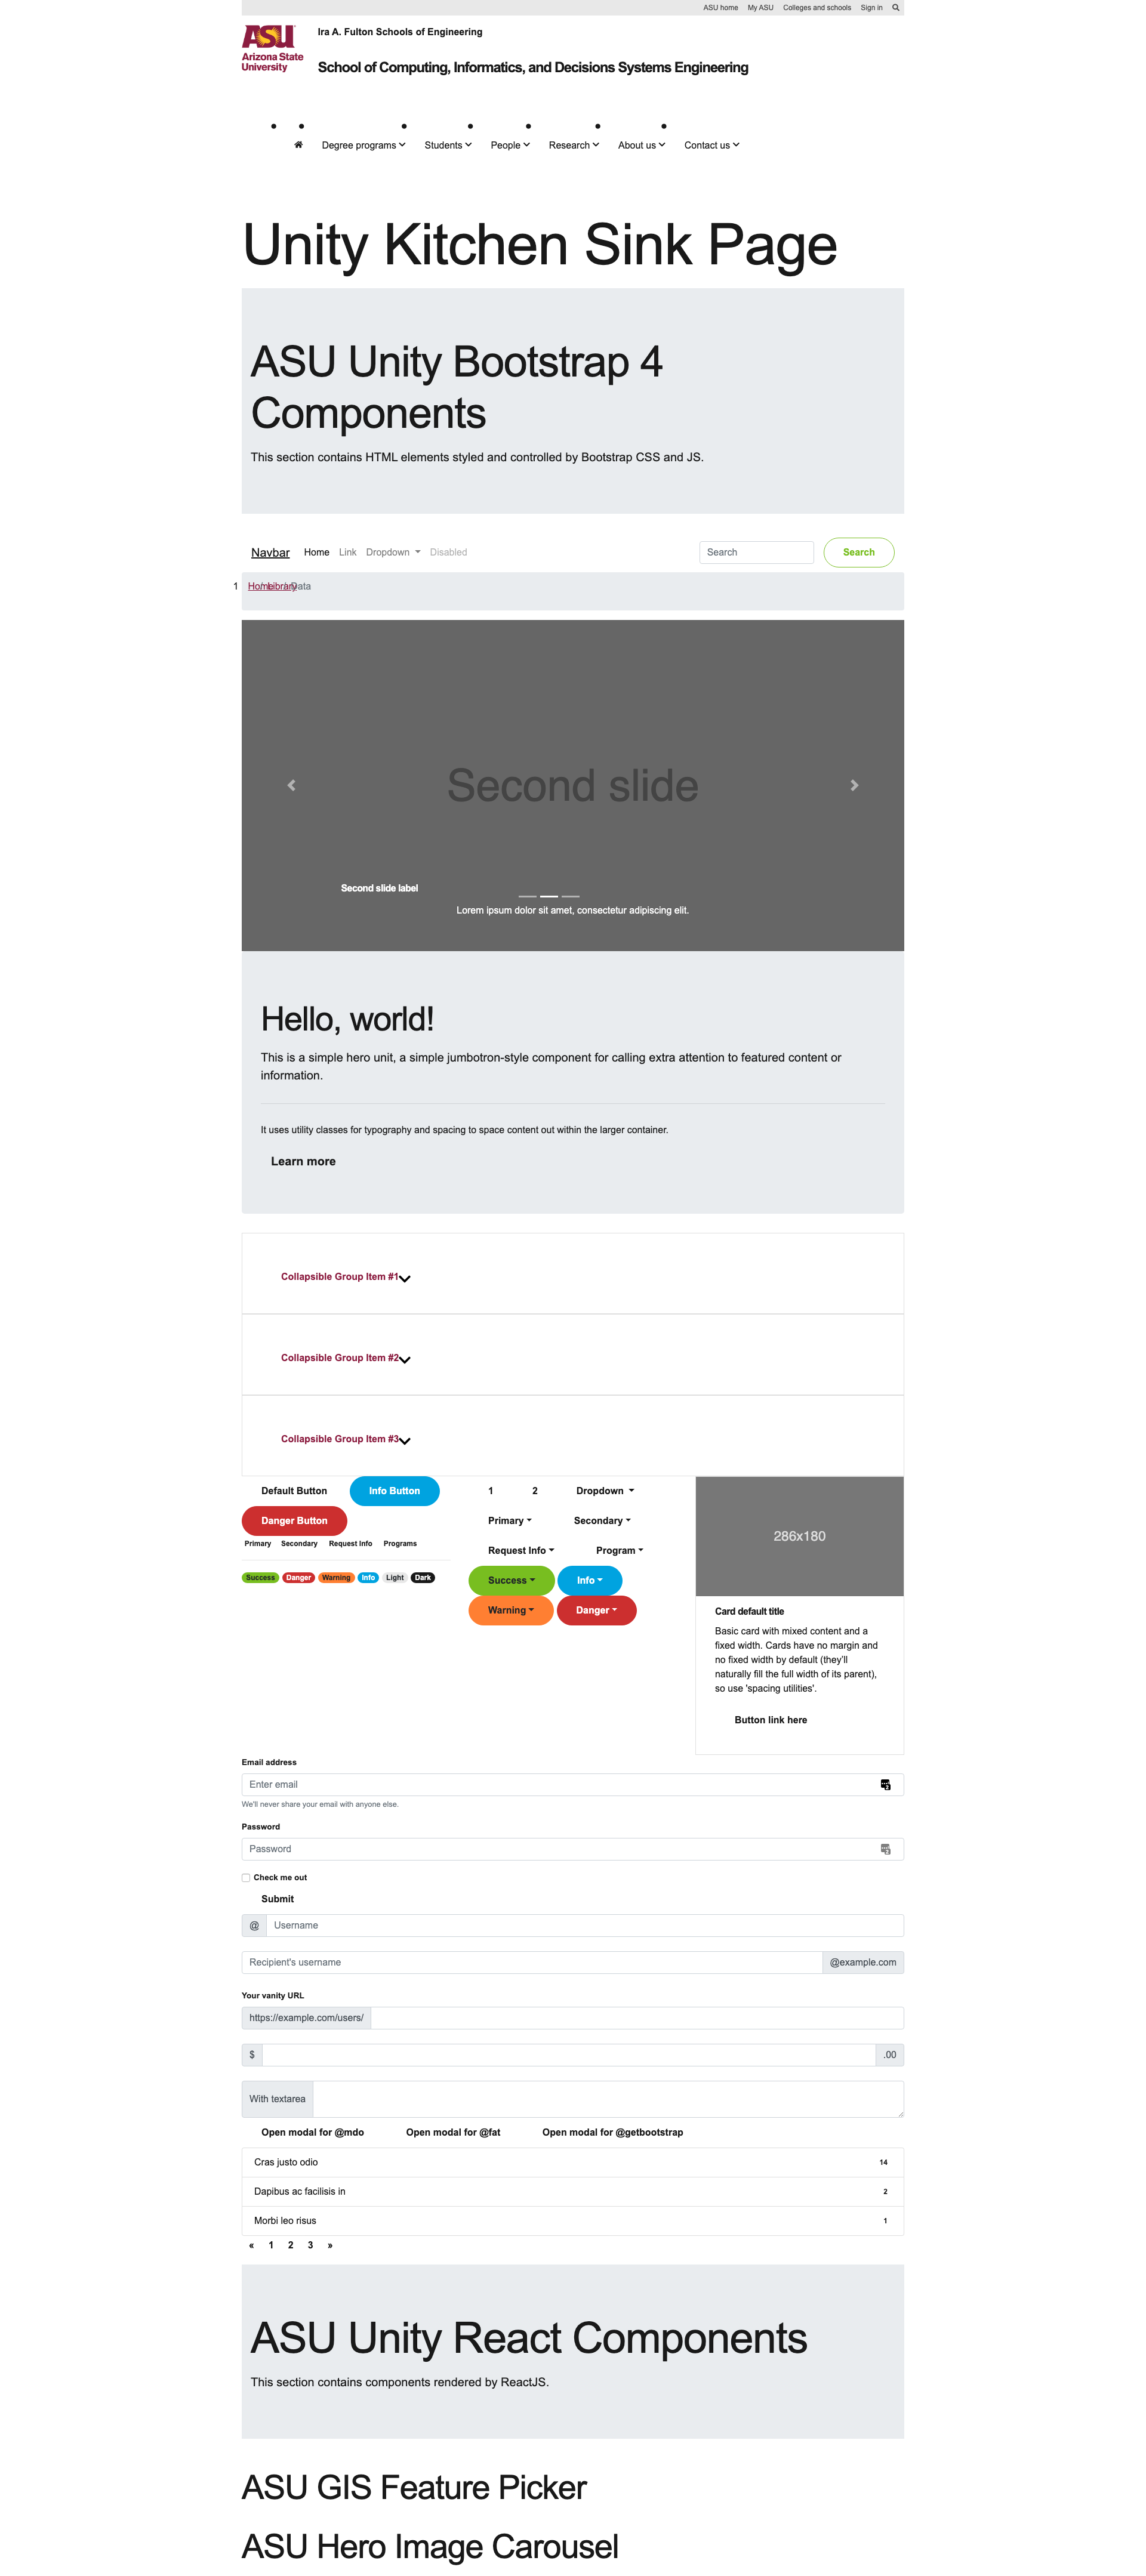 ASU home My ASU Colleges and schools Sign in
ASU
Arizona State
University
Ira A. Fulton Schools of Engineering
School of Computing, Informatics, and Decisions Systems Engineering
Degree programs Students People Research About us Contact us
Unity Kitchen Sink Page
ASU Unity Bootstrap 4
Components
This section contains HTML elements styled and controlled by Bootstrap CSS and JS.
Navbar Home Link Dropdown Disabled Search Search
1 Home Library Data
Second slide
Second slide label
Lorem ipsum dolor sit amet, consectetur adipiscing elit.
Hello, world!
This is a simple hero unit, a simple jumbotron-style component for calling extra attention to featured content or
information.
It uses utility classes for typography and spacing to space content out within the larger container.
Learn more
Collapsible Group Item #1
Collapsible Group Item #2
Collapsible Group Item #3
Default Button Info Button
Danger Button
Primary Secondary Request Info Programs
Success Danger Warning Info Light Dark
1 2 Dropdown
Primary Secondary
Request Info Program
Success Info
Warning Danger
286x180
Card default title
Basic card with mixed content and a
fixed width. Cards have no margin and
no fixed width by default (they'll
naturally fill the full width of its parent),
so use 'spacing utilities'.
Button link here
Email address
Enter email
We'll never share your email with anyone else.
Password
Password
Check me out
Submit
@ Username
Recipient's username @example.com
Your vanity URL
https://example.com/users/
$ .00
With textarea
Open modal for @mdo Open modal for @fat Open modal for @getbootstrap
Cras justo odio 14
Dapibus ac facilisis in 2
Morbi leo risus 1
« 1 2 3 »
ASU Unity React Components
This section contains components rendered by ReactJS.
ASU GIS Feature Picker
ASU Hero Image Carousel